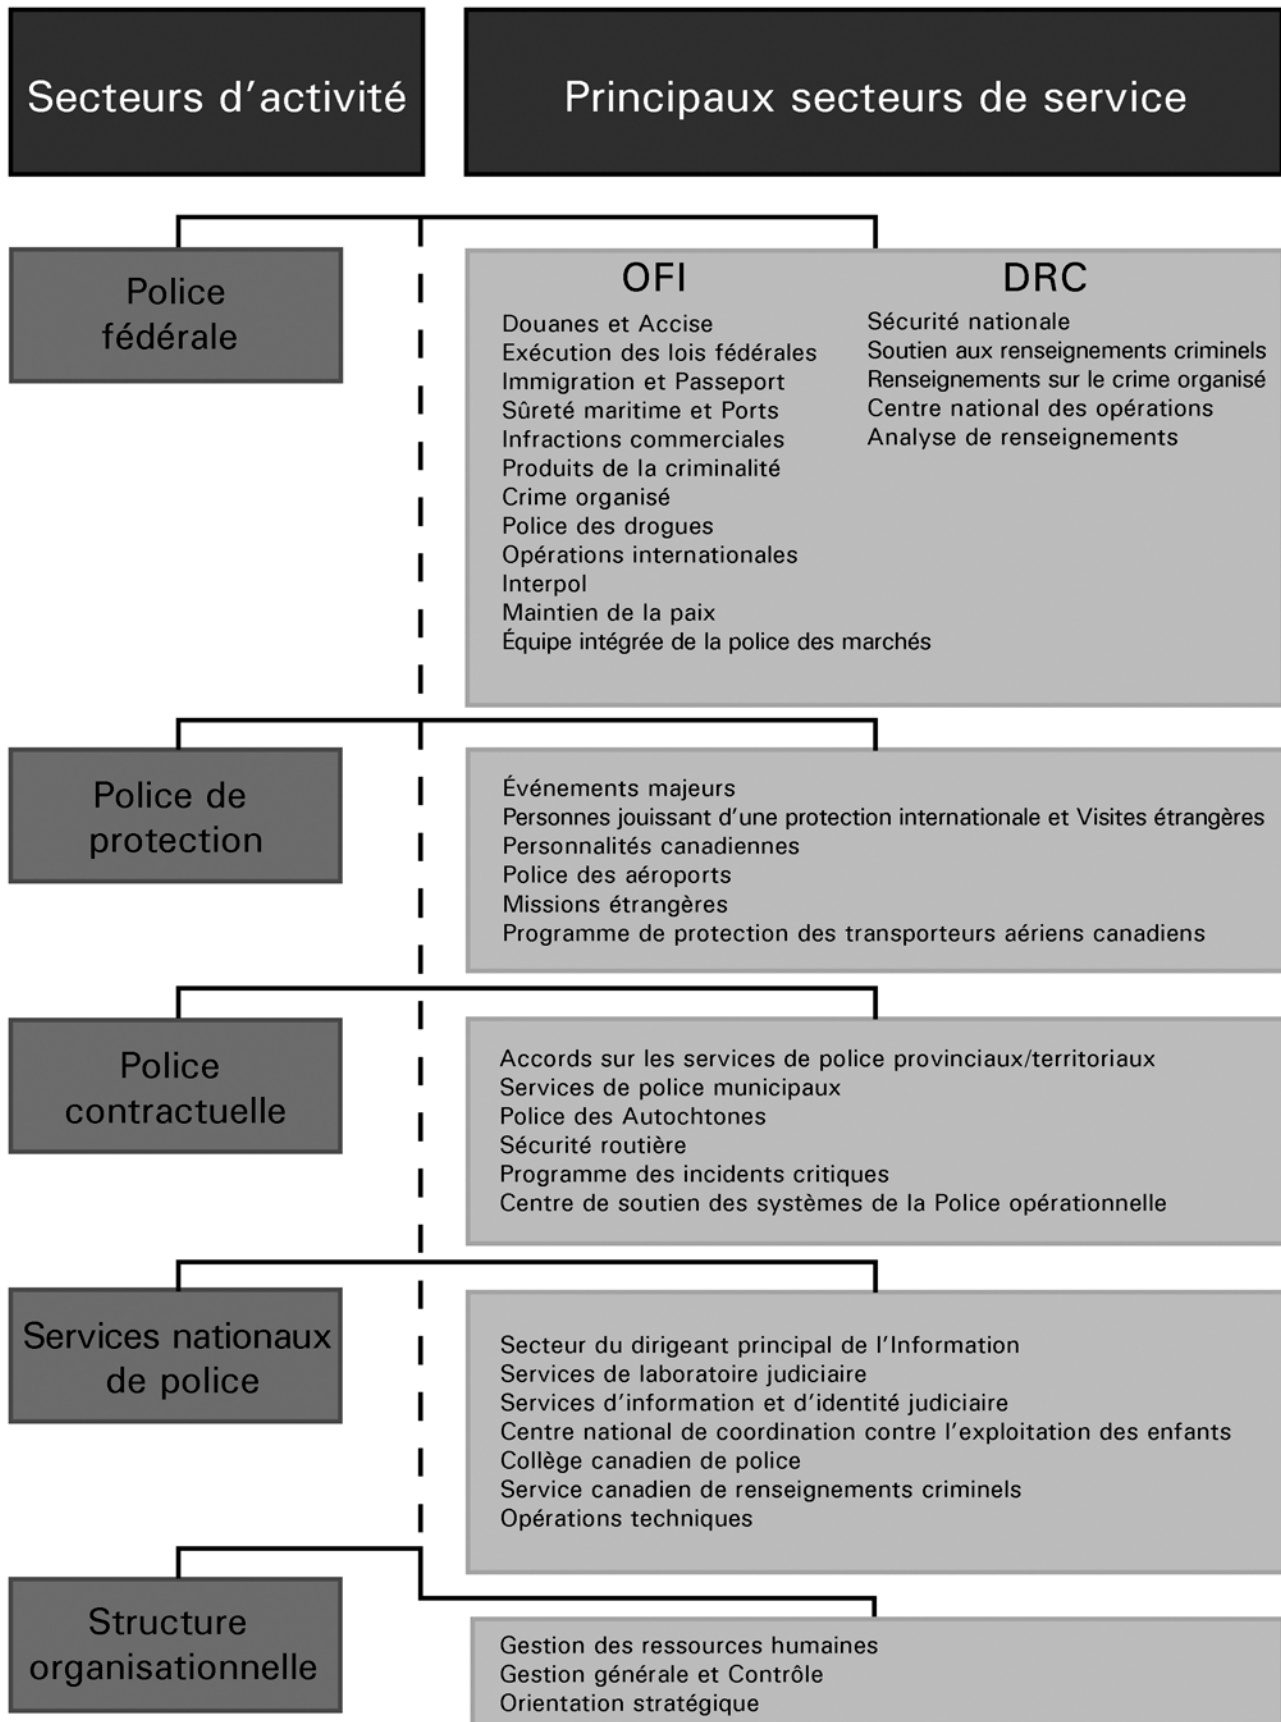 Secteurs d'activité
Principaux secteurs de service
Police
fédérale
OFI
Douanes et Accise
Exécution des lois fédérales
Immigration et Passeport
Sûreté maritime et Ports
Infractions commerciales
Produits de la criminalité
Crime organisé
Police des drogues
Opérations internationales
Interpol
Maintien de la paix
Équipe intégrée de la police des marchés
DRC
Sécurité nationale
Soutien aux renseignements criminels
Renseignements sur le crime organisé
Centre national des opérations
Analyse de renseignements
Police de
protection
Événements majeurs
Personnes jouissant d'une protection internationale et Visites étrangères
Personnalités canadiennes
Police des aéroports
Missions étrangères
Programme de protection des transporteurs aériens canadiens
Police
contractuelle
Accords sur les services de police provinciaux/territoriaux
Services de police municipaux
Police des Autochtones
Sécurité routière
Programme des incidents critiques
Centre de soutien des systèmes de la Police opérationnelle
Services nationaux
de police
Secteur du dirigeant principal de l'Information
Services de laboratoire judiciaire
Services d'information et d'identité judiciaire
Centre national de coordination contre l'exploitation des enfants
Collège canadien de police
Service canadien de renseignements criminels
Opérations techniques
Structure
organisationnelle
Gestion des ressources humaines
Gestion générale et Contrôle
Orientation stratégique